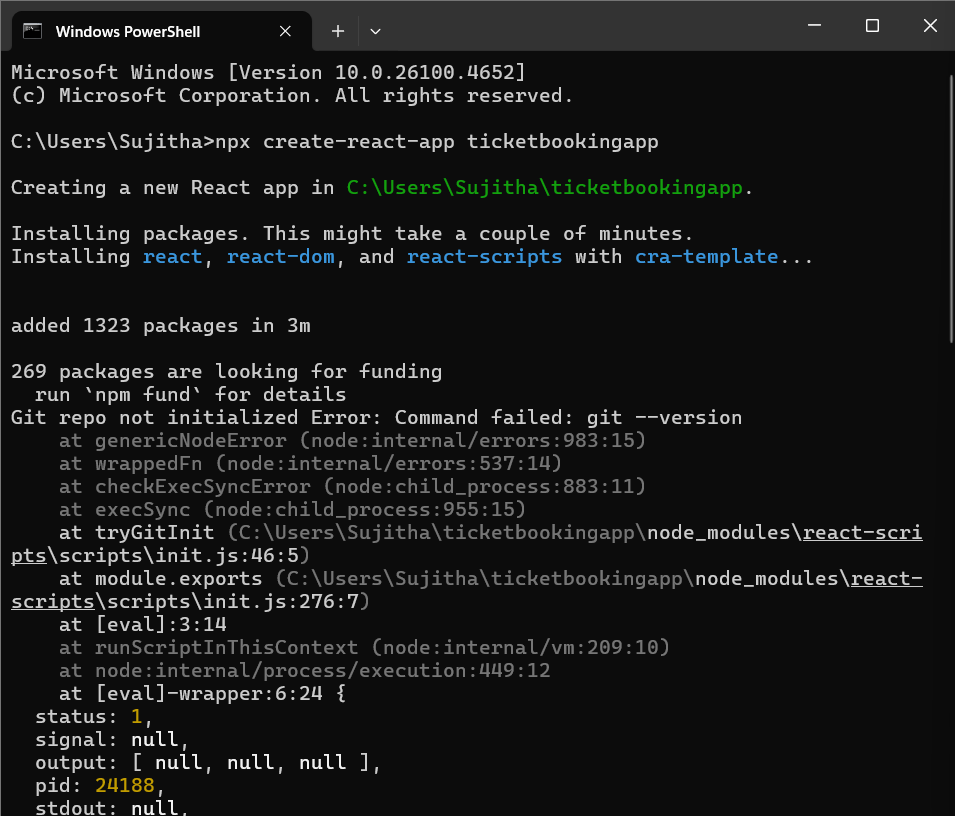 Windows PowerShell
Microsoft Windows [Version 10.0.26100.4652]
(c) Microsoft Corporation. All rights reserved.
C:\Users\Sujitha>npx create-react-app ticketbookingapp
Creating a new React app in C:\Users\Sujitha\ticketbookingapp.
Installing packages. This might take a couple of minutes.
Installing react, react-dom, and react-scripts with cra-template...
added 1323 packages in 3m
269 packages are looking for funding
  run `npm fund` for details
Git repo not initialized Error: Command failed: git --version
    at genericNodeError (node:internal/errors:983:15)
    at wrappedFn (node:internal/errors:537:14)
    at checkExecSyncError (node:child_process:883:11)
    at execSync (node:child_process:955:15)
    at tryGitInit (C:\Users\Sujitha\ticketbookingapp\node_modules\react-scri
pts\scripts\init.js:46:5)
    at module.exports (C:\Users\Sujitha\ticketbookingapp\node_modules\react-
scripts\scripts\init.js:276:7)
    at [eval]:3:14
    at runScriptInThisContext (node:internal/vm:209:10)
    at node:internal/process/execution:449:12
    at [eval]-wrapper:6:24 {
  status: 1,
  signal: null,
  output: [ null, null, null ],
  pid: 24188,
  stdout: null,